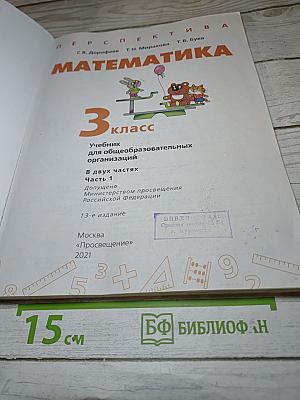 ПЕРСПЕКТИВА
Г. В. Дорофеев Т. Н. Миракова Т. Б. Бука
МАТЕМАТИКА
3 класс
Учебник
для общеобразовательных
организаций
В двух частях
Часть 1
Допущено
Министерством просвещения
Российской Федерации
13-е издание
Москва
«Просвещение»
2021
15 см
БФ БИБЛИОФАН